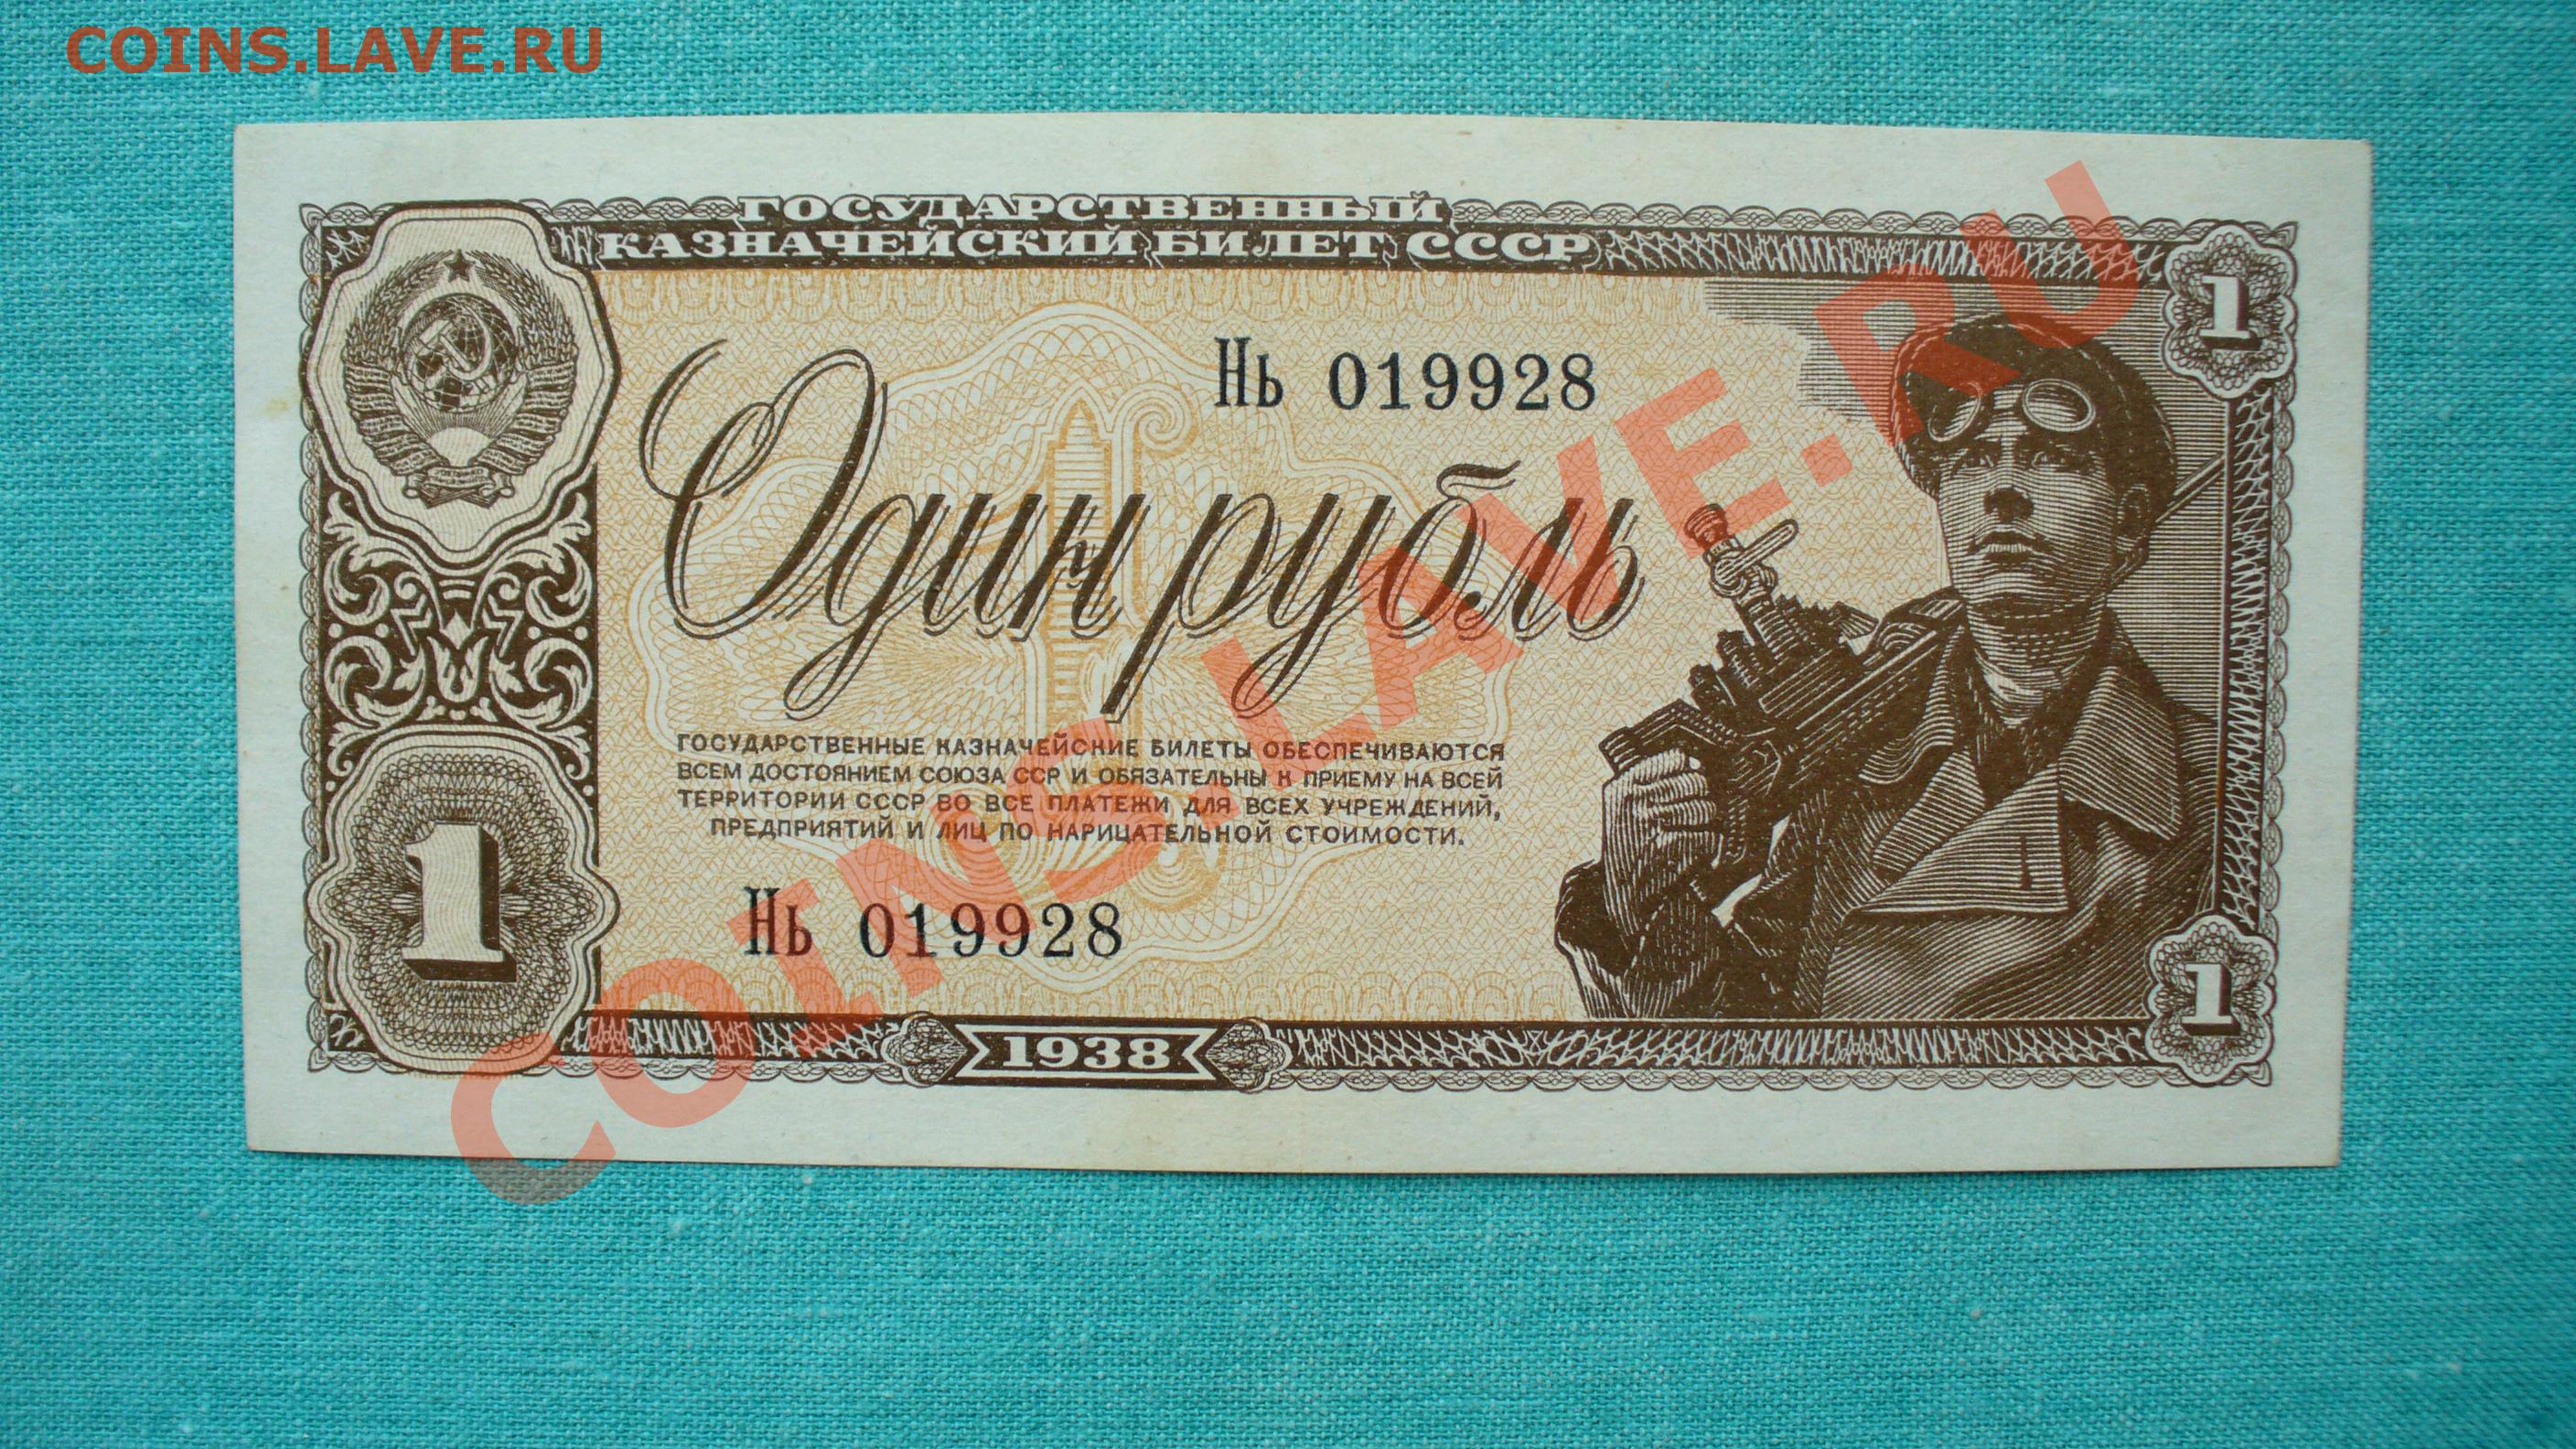 COINS.LAVE.RU
ГОСУДАРСТВЕННЫЙ
КАЗНАЧЕЙСКИЙ БИЛЕТ СССР
1
Нь 019928
Один рубль
ГОСУДАРСТВЕННЫЕ КАЗНАЧЕЙСКИЕ БИЛЕТЫ ОБЕСПЕЧИВАЮТСЯ
ВСЕМ ДОСТОЯНИЕМ СОЮЗА ССР И ОБЯЗАТЕЛЬНЫ К ПРИЕМУ НА ВСЕЙ
ТЕРРИТОРИИ СССР ВО ВСЕ ПЛАТЕЖИ ДЛЯ ВСЕХ УЧРЕЖДЕНИЙ,
ПРЕДПРИЯТИЙ И ЛИЦ ПО НАРИЦАТЕЛЬНОЙ СТОИМОСТИ.
1
Нь 019928
1
1938
COINS.LAVE.RU